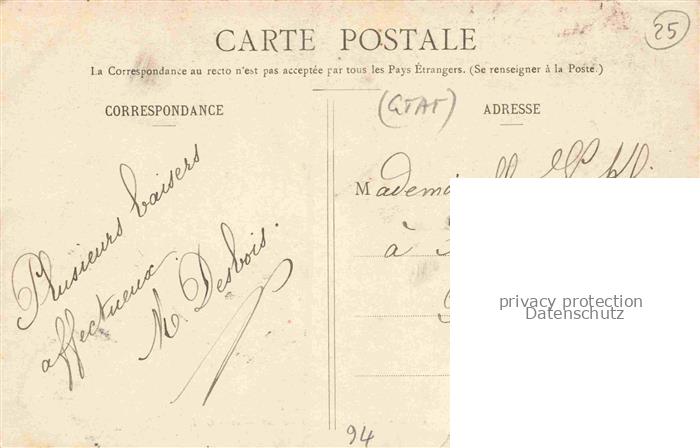 25
CARTE POSTALE
La Correspondance au recto n'est pas acceptée par tous les Pays Étrangers. (Se renseigner à la Poste.)
CORRESPONDANCE
Plusieurs baisers
affectueux.
M. Desbois.
ADRESSE
à
privacy protection
Datenschutz
94